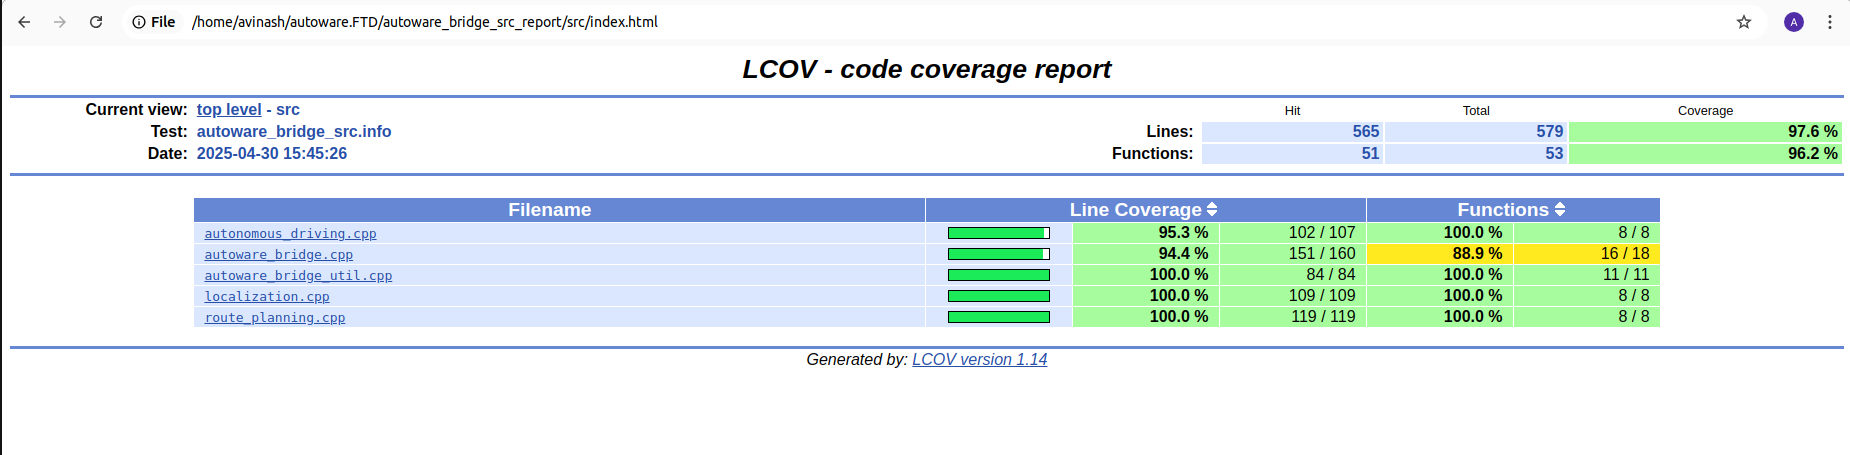 File /home/avinash/autoware.FTD/autoware_bridge_src_report/src/index.html A
LCOV - code coverage report
Current view: top level - src Hit Total Coverage
Test: autoware_bridge_src.info Lines: 565 579 97.6 %
Date: 2025-04-30 15:45:26 Functions: 51 53 96.2 %
Filename Line Coverage Functions
autonomous_driving.cpp 95.3 % 102 / 107 100.0 % 8 / 8
autoware_bridge.cpp 94.4 % 151 / 160 88.9 % 16 / 18
autoware_bridge_util.cpp 100.0 % 84 / 84 100.0 % 11 / 11
localization.cpp 100.0 % 109 / 109 100.0 % 8 / 8
route_planning.cpp 100.0 % 119 / 119 100.0 % 8 / 8
Generated by: LCOV version 1.14